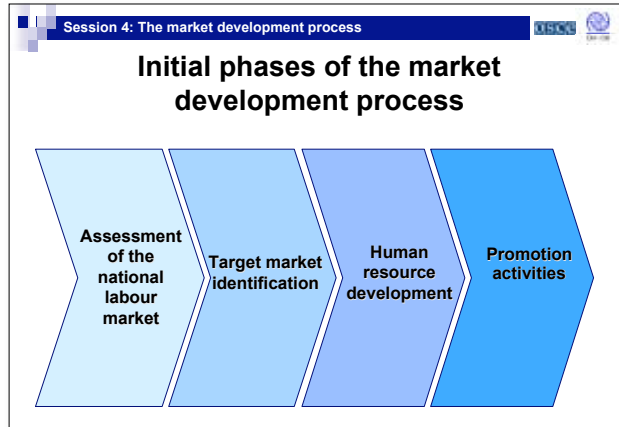 Session 4: The market development process
OSCE
Initial phases of the market
development process
Assessment
of the
national
labour
market
Target market
identification
Human
resource
development
Promotion
activities